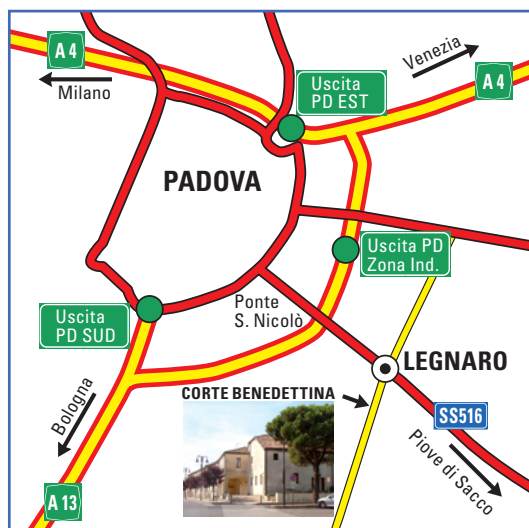 A 4
Milano
Uscita
PD EST
Venezia
A 4
PADOVA
Uscita PD
Zona Ind.
Uscita
PD SUD
Ponte
S. Nicolò
LEGNARO
CORTE BENEDETTINA
Bologna
SS516
Piove di Sacco
A 13